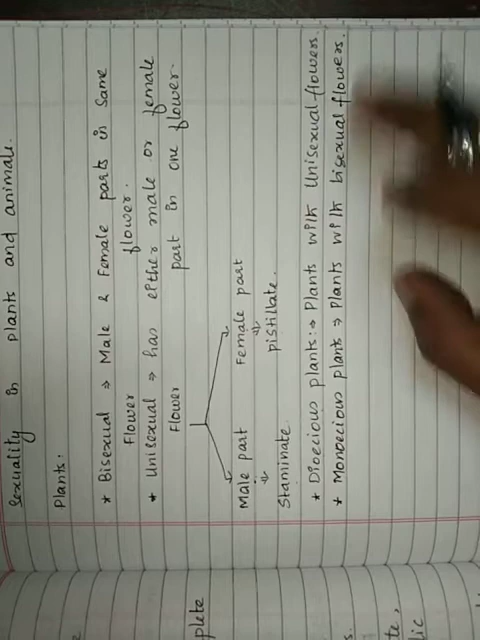 Sexuality in plants and animals.
Plants:
* Bisexual ⇒ Male & Female parts in same
Flower flower.
* Unisexual ⇒ has either male or female
Flower part in one flower.
Male part Female part
⇓ ⇓
Staminate. pistillate.
* Dioecious plants:⇒ Plants with Unisexual flowers.
* Monoecious plants ⇒ Plants with bisexual flowers.
plete
te,
lic